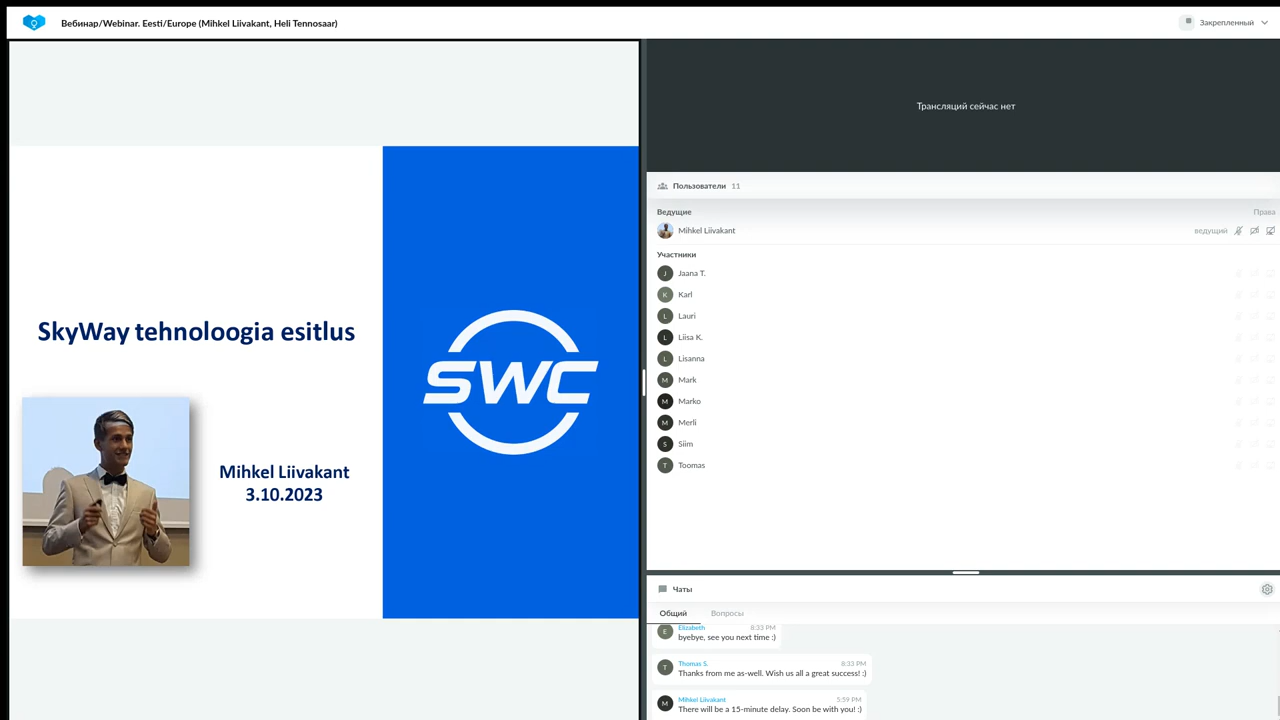 Вебинар/Webinar. Eesti/Europe (Mihkel Liivakant, Heli Tennosaar)
Закрепленный
SkyWay tehnoloogia esitlus
Mihkel Liivakant
3.10.2023
SWC
Трансляций сейчас нет
Пользователи 11
Ведущие Права
Mihkel Liivakant ведущий
Участники
J Jaana T.
K Karl
L Lauri
L Liisa K.
L Lisanna
M Mark
M Marko
M Merli
S Siim
T Toomas
Чаты
Общий Вопросы
E Elizabeth 8:33 PM
byebye, see you next time :)
T Thomas S. 8:33 PM
Thanks from me as-well. Wish us all a great success! :)
M Mihkel Liivakant 5:59 PM
There will be a 15-minute delay. Soon be with you! :)